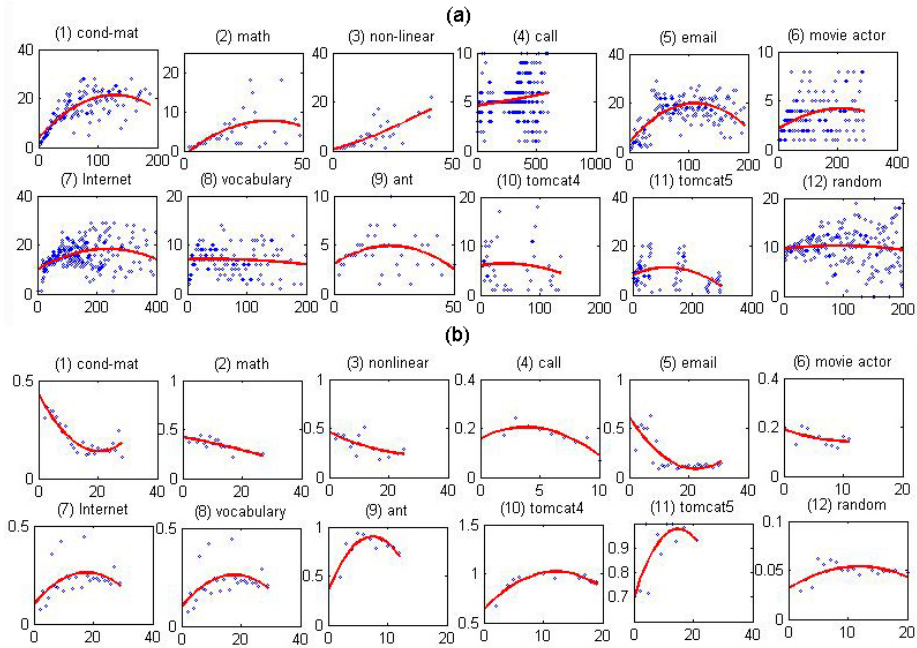 (a)
(1) cond-mat (2) math (3) non-linear (4) call (5) email (6) movie actor
40 20 0 0 100 200
20 10 0 0 50
30 20 10 0 0 50
10 5 0 0 500 1000
40 20 0 0 100 200
10 5 0 0 200 400
(7) Internet (8) vocabulary (9) ant (10) tomcat4 (11) tomcat5 (12) random
40 20 0 0 200 400
20 10 0 0 100 200
10 5 0 0 50
20 10 0 0 100 200
40 20 0 0 200 400
20 10 0 0 100 200
(b)
(1) cond-mat (2) math (3) nonlinear (4) call (5) email (6) movie actor
0.5 0 0 20 40
1 0.5 0 0 20 40
1 0.5 0 0 20 40
0.4 0.2 0 0 5 10
1 0.5 0 0 20 40
0.4 0.2 0 0 10 20
(7) Internet (8) vocabulary (9) ant (10) tomcat4 (11) tomcat5 (12) random
0.5 0 0 20 40
0.5 0 0 20 40
1 0.5 0 0 10 20
1.5 1 0.5 0 10 20
0.9 0.8 0.7 0 20 40
0.1 0.05 0 0 10 20